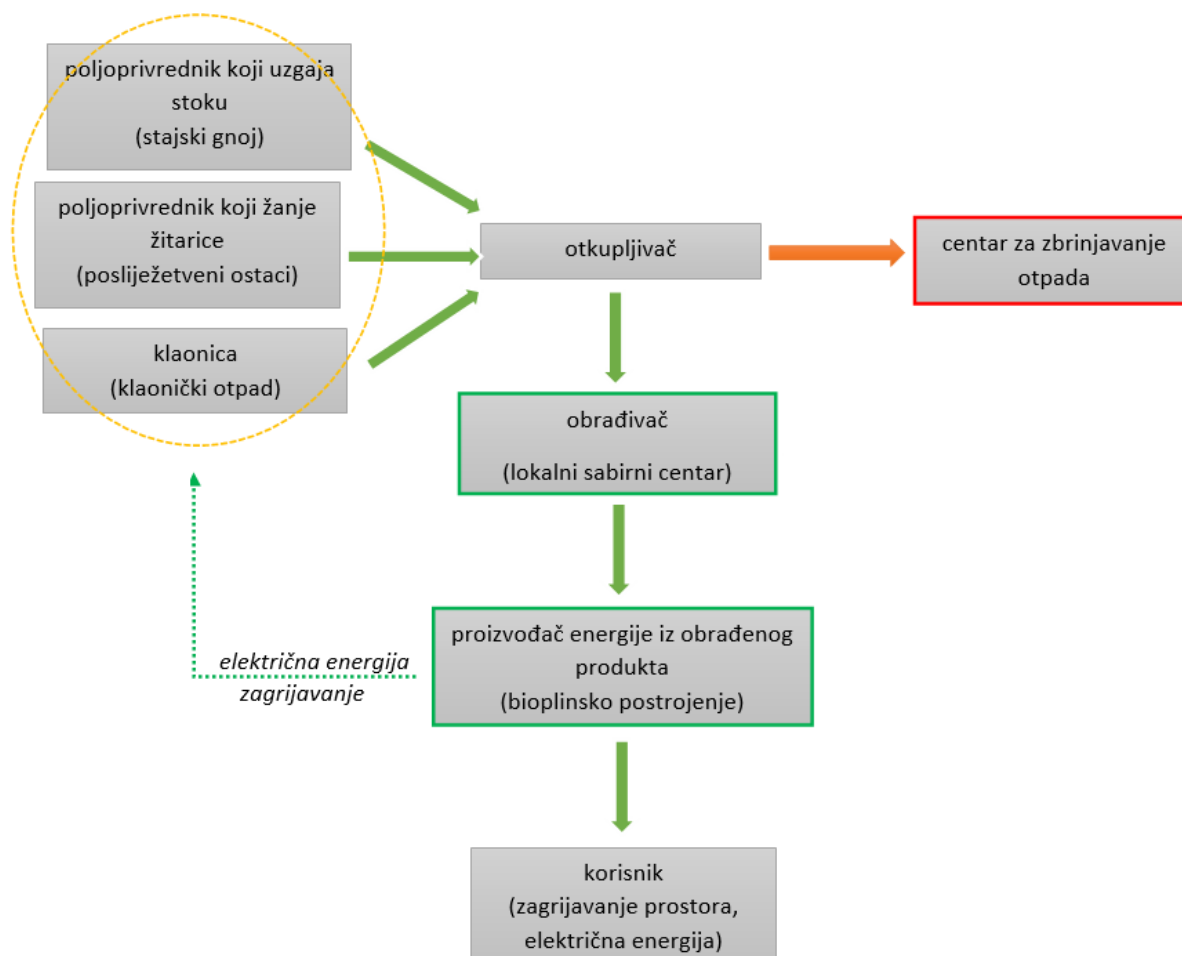 poljoprivrednik koji uzgaja
stoku
(stajski gnoj)
poljoprivrednik koji žanje
žitarice
(posliježetveni ostaci)
klaonica
(klaonički otpad)
otkupljivač
centar za zbrinjavanje
otpada
obrađivač
(lokalni sabirni centar)
proizvođač energije iz obrađenog
produkta
(bioplinsko postrojenje)
električna energija
zagrijavanje
korisnik
(zagrijavanje prostora,
električna energija)